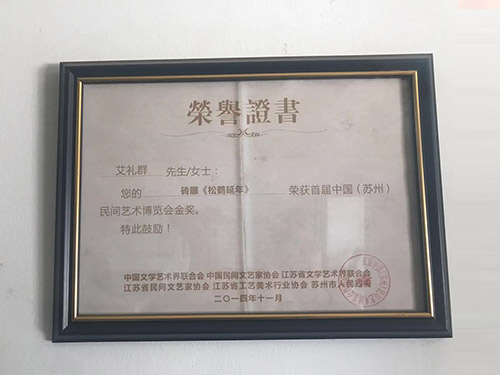 榮譽證書
艾礼群 先生/女士：
您的 砖雕《松鹤延年》 荣获首届中国（苏州）
民间艺术博览会金奖。
特此鼓励！
中国文学艺术界联合会 中国民间文艺家协会 江苏省文学艺术界联合会
江苏省民间文艺家协会 江苏省工艺美术行业协会 苏州市人民政府
二〇一四年十一月